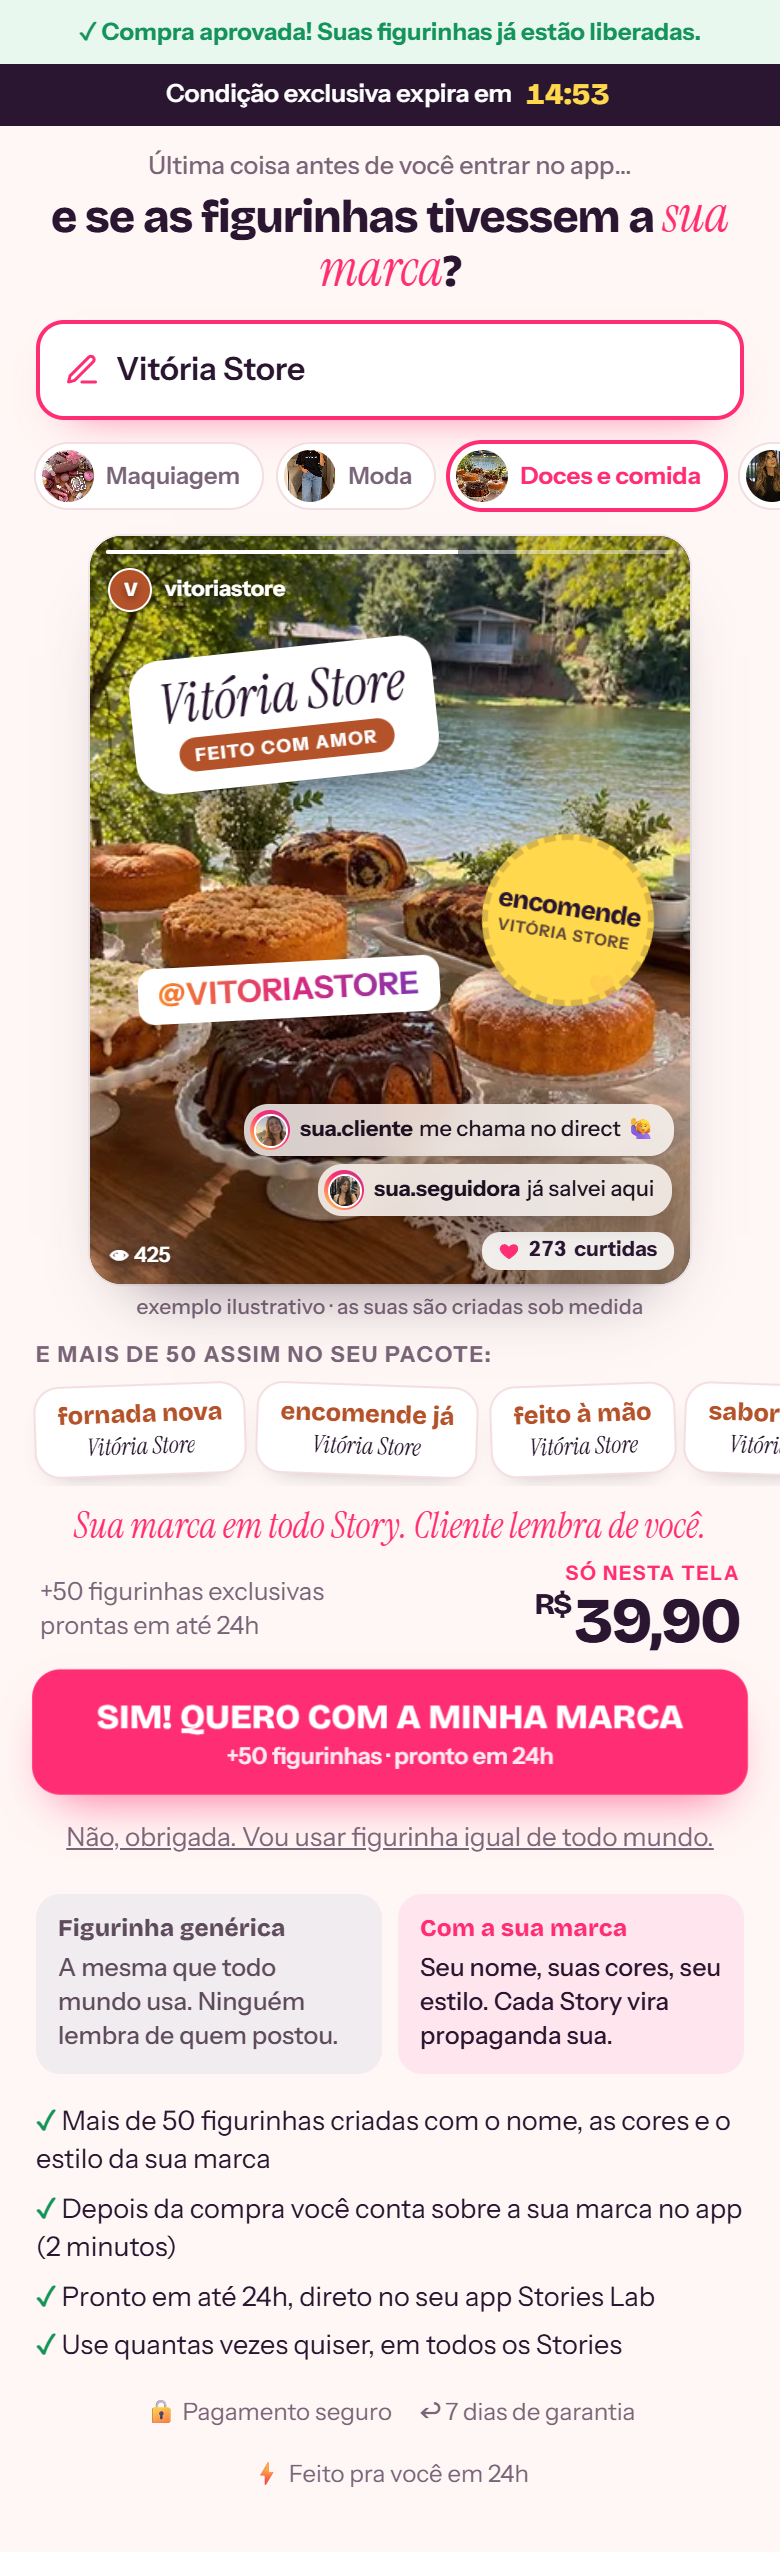 ✓ Compra aprovada! Suas figurinhas já estão liberadas.
Condição exclusiva expira em 14:53
Última coisa antes de você entrar no app...
e se as figurinhas tivessem a sua
marca?
Vitória Store
Maquiagem
Moda
Doces e comida
V vitoriastore
Vitória Store
FEITO COM AMOR
encomende
VITÓRIA STORE
@VITORIASTORE
sua.cliente me chama no direct 🙋
sua.seguidora já salvei aqui
425
273 curtidas
exemplo ilustrativo · as suas são criadas sob medida
E MAIS DE 50 ASSIM NO SEU PACOTE:
fornada nova
Vitória Store
encomende já
Vitória Store
feito à mão
Vitória Store
sabor
Vitóri
Sua marca em todo Story. Cliente lembra de você.
+50 figurinhas exclusivas
prontas em até 24h
SÓ NESTA TELA
R$39,90
SIM! QUERO COM A MINHA MARCA
+50 figurinhas · pronto em 24h
Não, obrigada. Vou usar figurinha igual de todo mundo.
Figurinha genérica
A mesma que todo
mundo usa. Ninguém
lembra de quem postou.
Com a sua marca
Seu nome, suas cores, seu
estilo. Cada Story vira
propaganda sua.
✓ Mais de 50 figurinhas criadas com o nome, as cores e o
estilo da sua marca
✓ Depois da compra você conta sobre a sua marca no app
(2 minutos)
✓ Pronto em até 24h, direto no seu app Stories Lab
✓ Use quantas vezes quiser, em todos os Stories
🔒 Pagamento seguro ↩ 7 dias de garantia
⚡ Feito pra você em 24h